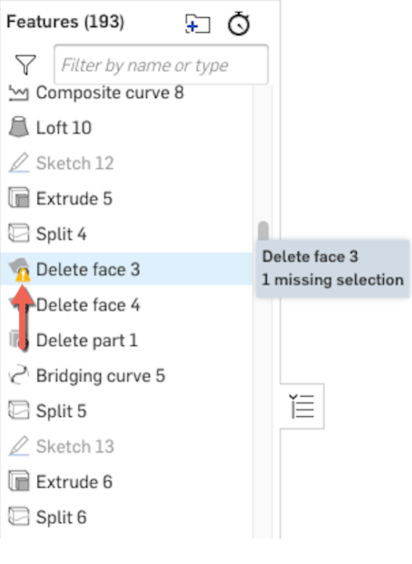 Features (193)
Filter by name or type
Composite curve 8
Loft 10
Sketch 12
Extrude 5
Split 4
Delete face 3
Delete face 3
1 missing selection
Delete face 4
Delete part 1
Bridging curve 5
Split 5
Sketch 13
Extrude 6
Split 6